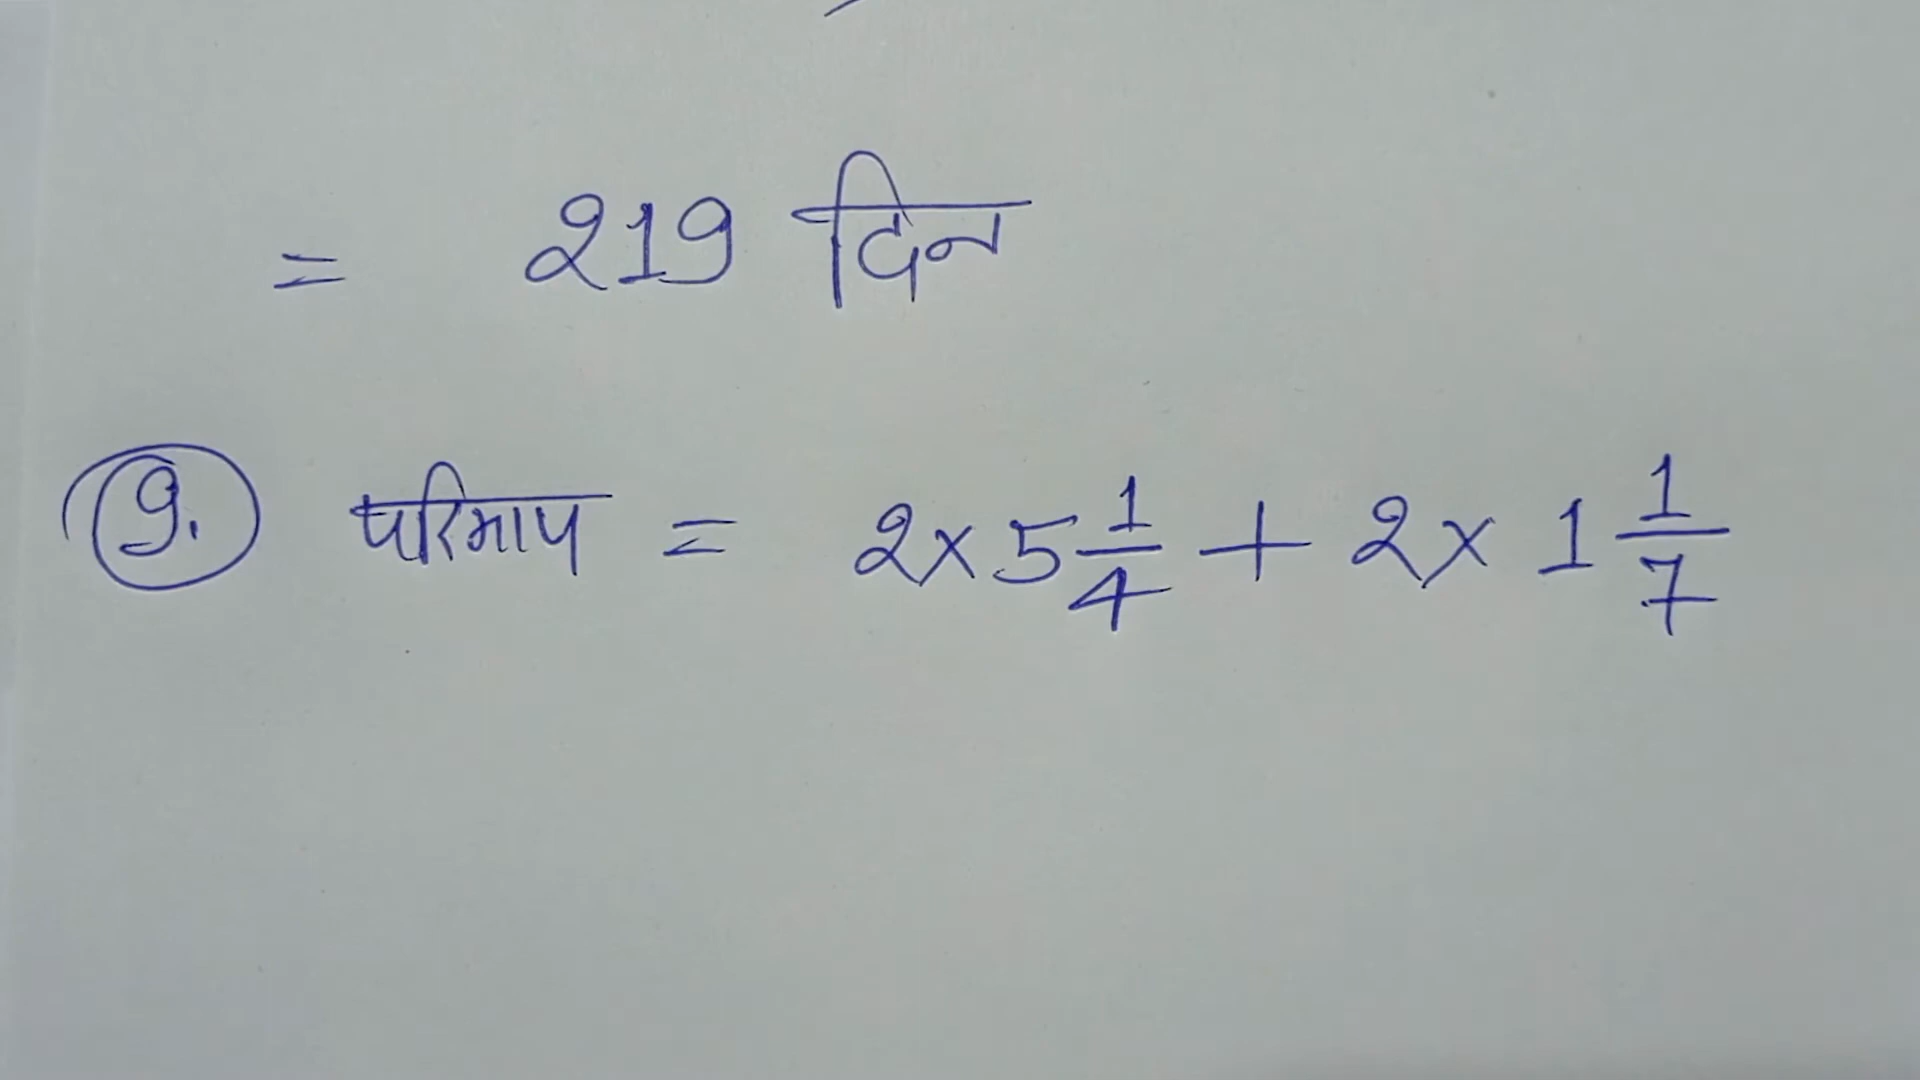 = 219 दिन
9. परिमाप = 2 × 5 1/4 + 2 × 1 1/7